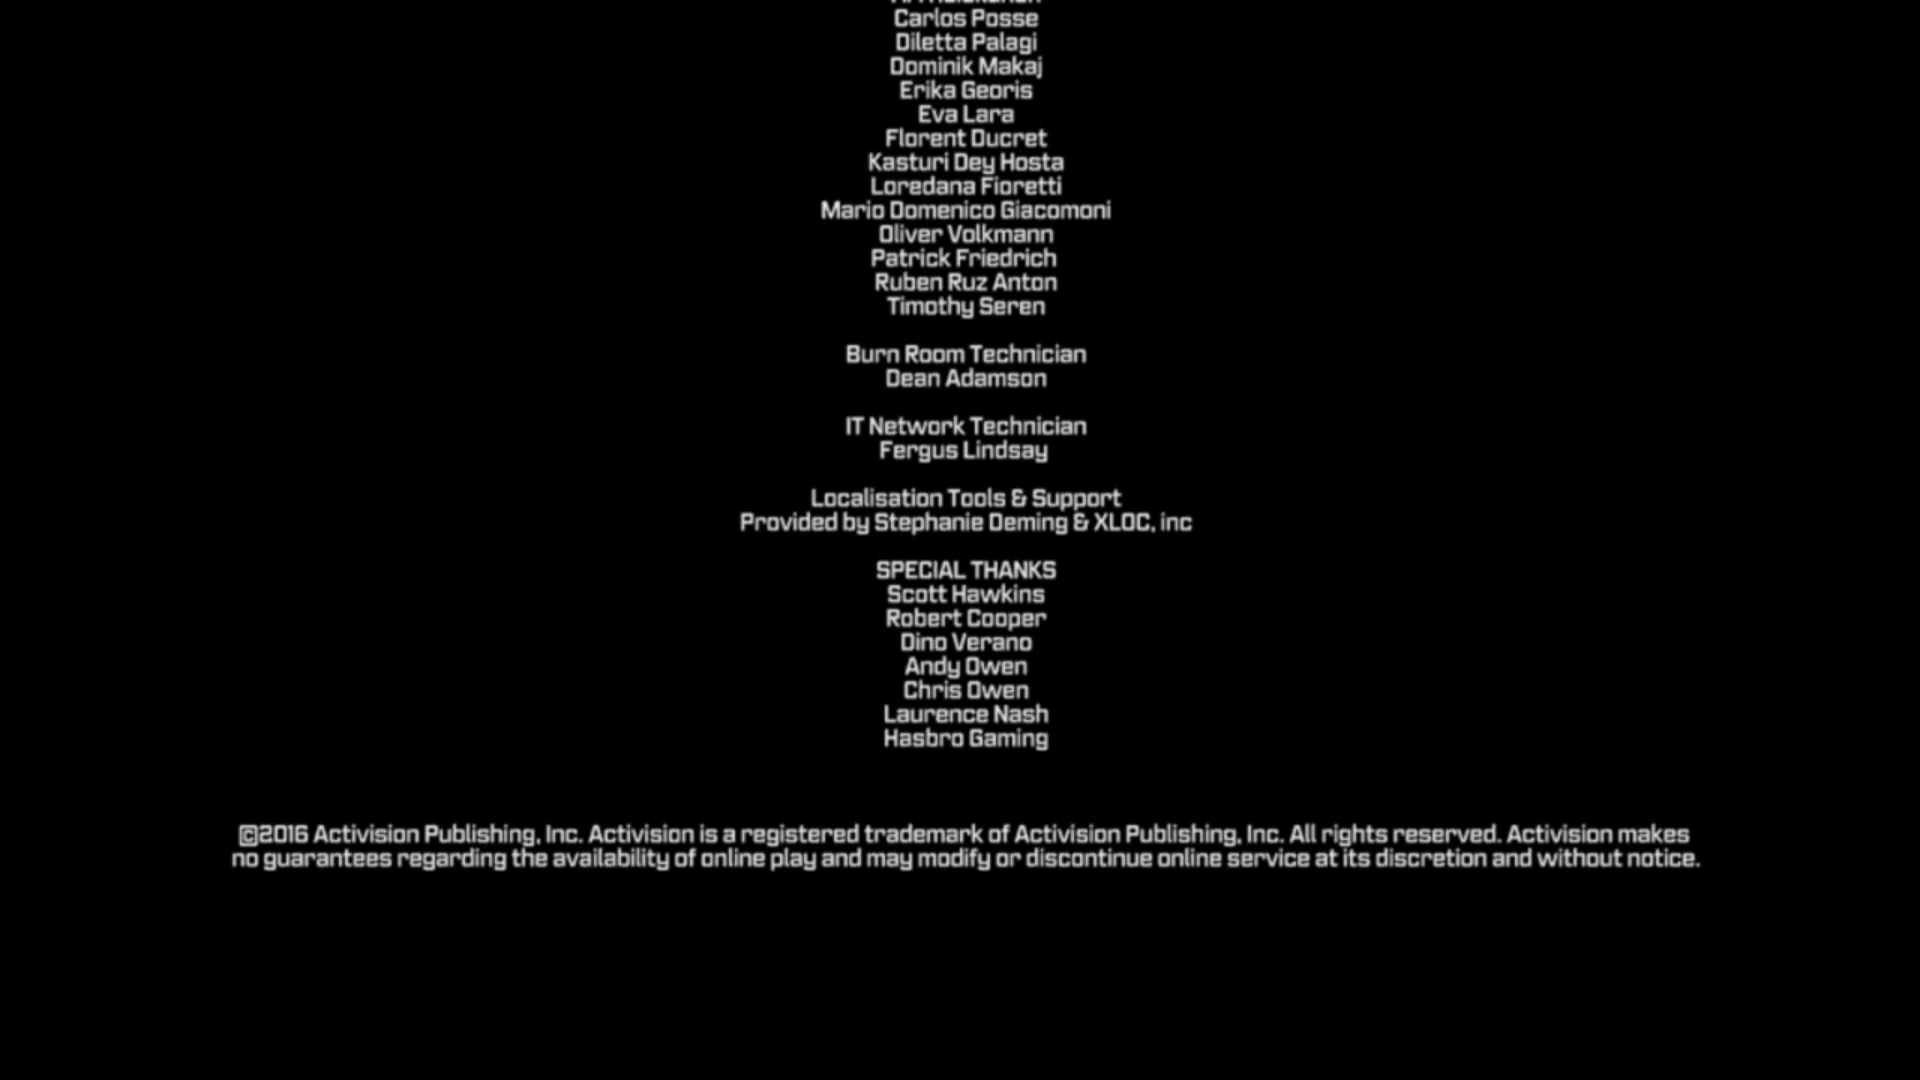 Carlos Posse
Diletta Palagi
Dominik Makaj
Erika Georis
Eva Lara
Florent Ducret
Kasturi Dey Hosta
Loredana Fioretti
Mario Domenico Giacomoni
Oliver Volkmann
Patrick Friedrich
Ruben Ruz Anton
Timothy Seren
Burn Room Technician
Dean Adamson
IT Network Technician
Fergus Lindsay
Localisation Tools & Support
Provided by Stephanie Deming & XLOC, inc
SPECIAL THANKS
Scott Hawkins
Robert Cooper
Dino Verano
Andy Owen
Chris Owen
Laurence Nash
Hasbro Gaming
©2016 Activision Publishing, Inc. Activision is a registered trademark of Activision Publishing, Inc. All rights reserved. Activision makes
no guarantees regarding the availability of online play and may modify or discontinue online service at its discretion and without notice.